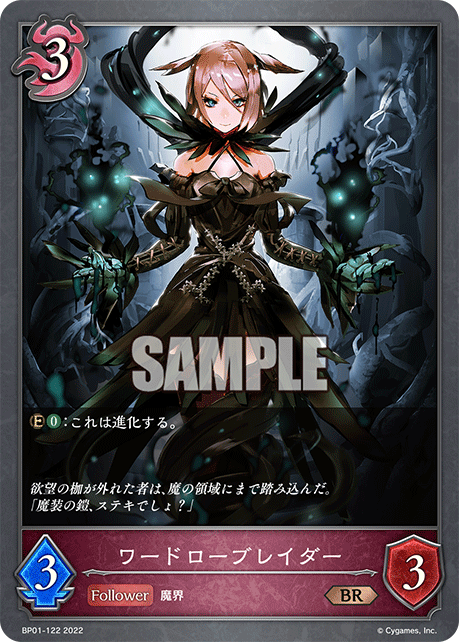 3
SAMPLE
E 0:これは進化する。
欲望の枷が外れた者は、魔の領域にまで踏み込んだ。
「魔装の鎧、ステキでしょ?」
ワードローブレイダー
3
Follower 魔界
BR
3
BP01-122 2022
© Cygames, Inc.